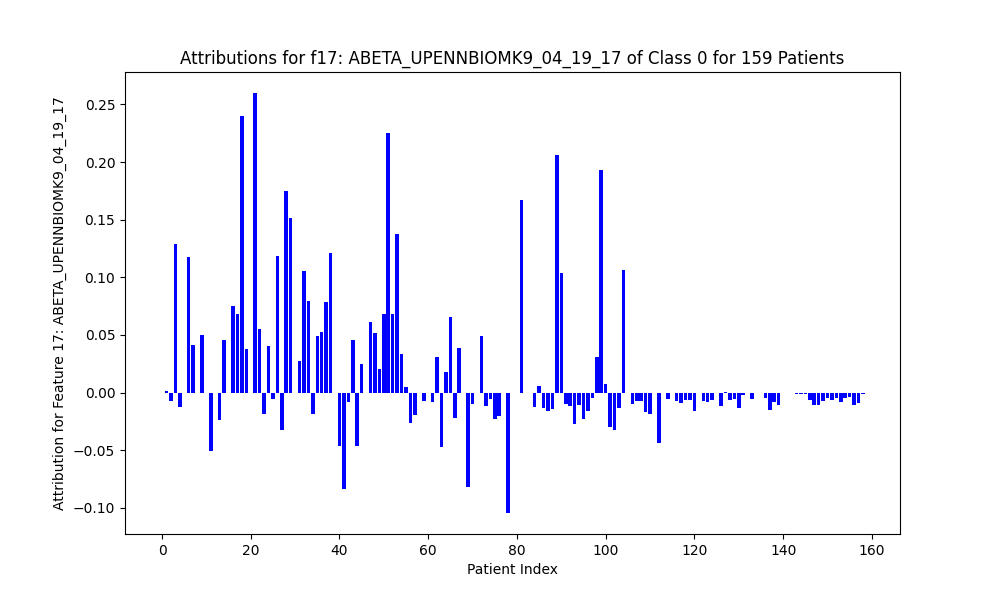 Attributions for f17: ABETA_UPENNBIOMK9_04_19_17 of Class 0 for 159 Patients
Attribution for Feature 17: ABETA_UPENNBIOMK9_04_19_17
0.25
0.20
0.15
0.10
0.05
0.00
−0.05
−0.10
0 20 40 60 80 100 120 140 160
Patient Index